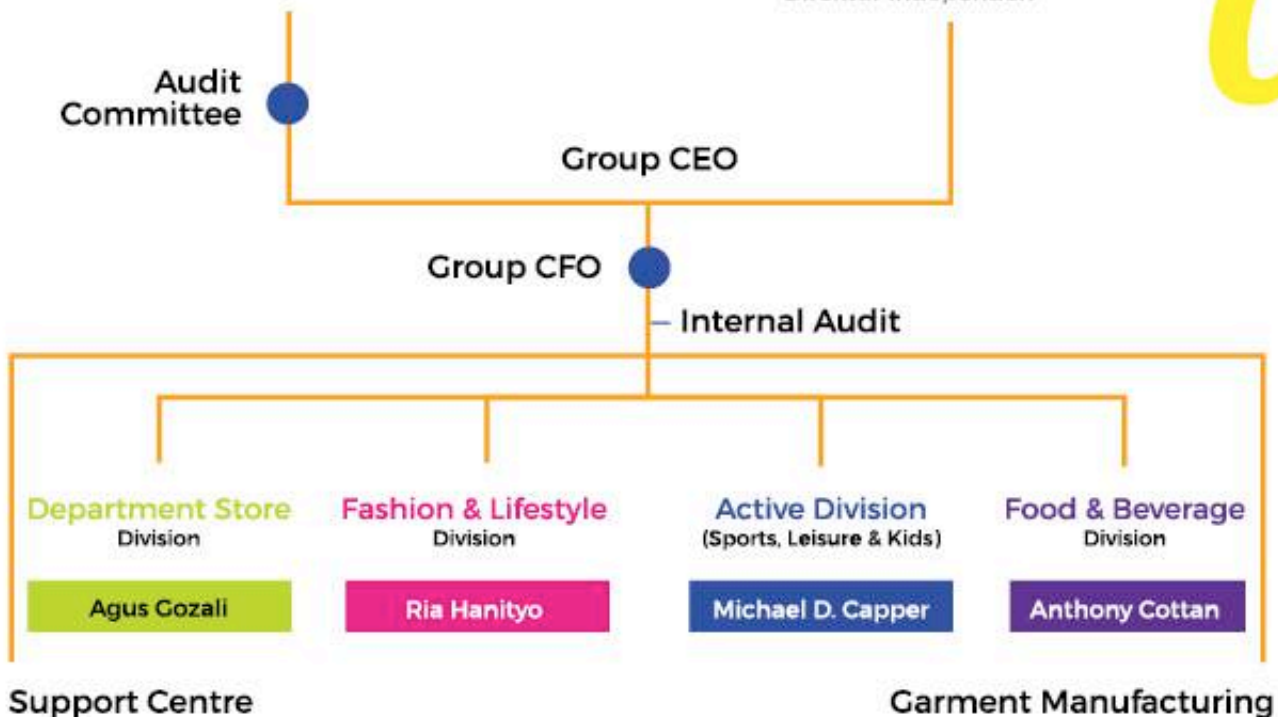 Audit
Committee
Group CEO
Group CFO
Internal Audit
Department Store
Division
Fashion & Lifestyle
Division
Active Division
(Sports, Leisure & Kids)
Food & Beverage
Division
Agus Gozali
Ria Hanityo
Michael D. Capper
Anthony Cottan
Support Centre
Garment Manufacturing